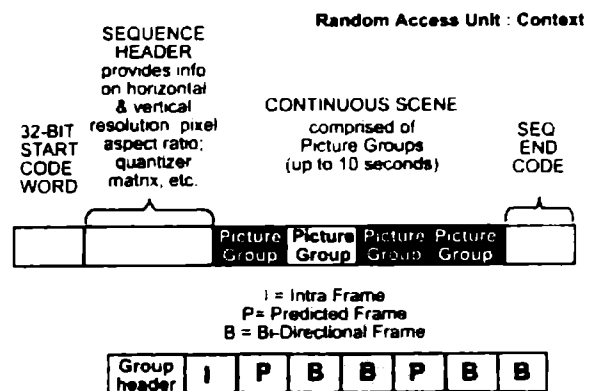 Random Access Unit : Context
SEQUENCE
HEADER
provides info
on horizontal
& vertical
resolution pixel
aspect ratio;
quantizer
matrix, etc.
32-BIT
START
CODE
WORD
CONTINUOUS SCENE
comprised of
Picture Groups
(up to 10 seconds)
SEQ
END
CODE
Picture Group Picture Group Picture Group Picture Group
I = Intra Frame
P= Predicted Frame
B = Bi-Directional Frame
Group header I P B B P B B